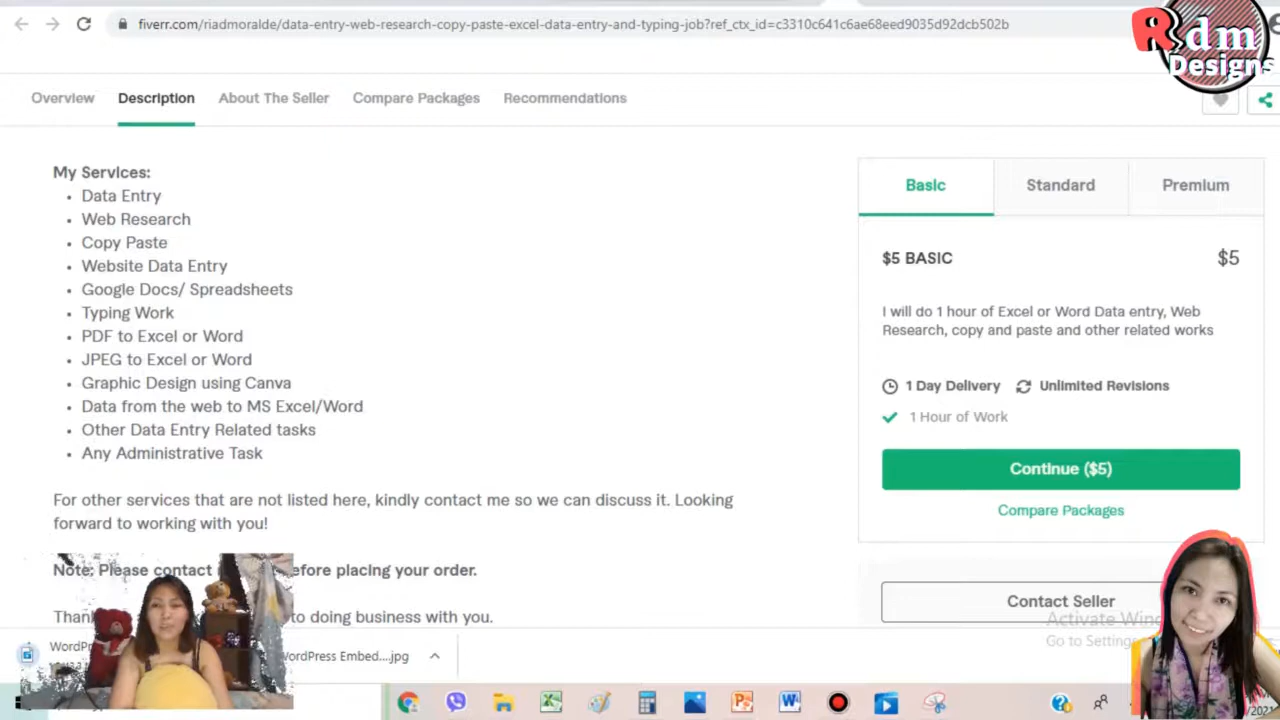 fiverr.com/riadmoralde/data-entry-web-research-copy-paste-excel-data-entry-and-typing-job?ref_ctx_id=c3310c641c6ae68eed9035d92dcb502b
Rdm
Designs
Overview Description About The Seller Compare Packages Recommendations
My Services:
Data Entry
Web Research
Copy Paste
Website Data Entry
Google Docs/ Spreadsheets
Typing Work
PDF to Excel or Word
JPEG to Excel or Word
Graphic Design using Canva
Data from the web to MS Excel/Word
Other Data Entry Related tasks
Any Administrative Task
For other services that are not listed here, kindly contact me so we can discuss it. Looking
forward to working with you!
Note: Please contact before placing your order.
to doing business with you.
Basic Standard Premium
$5 BASIC $5
I will do 1 hour of Excel or Word Data entry, Web
Research, copy and paste and other related works
1 Day Delivery Unlimited Revisions
1 Hour of Work
Continue ($5)
Compare Packages
Contact Seller
Activate
Go to Settings
Embed....jpg